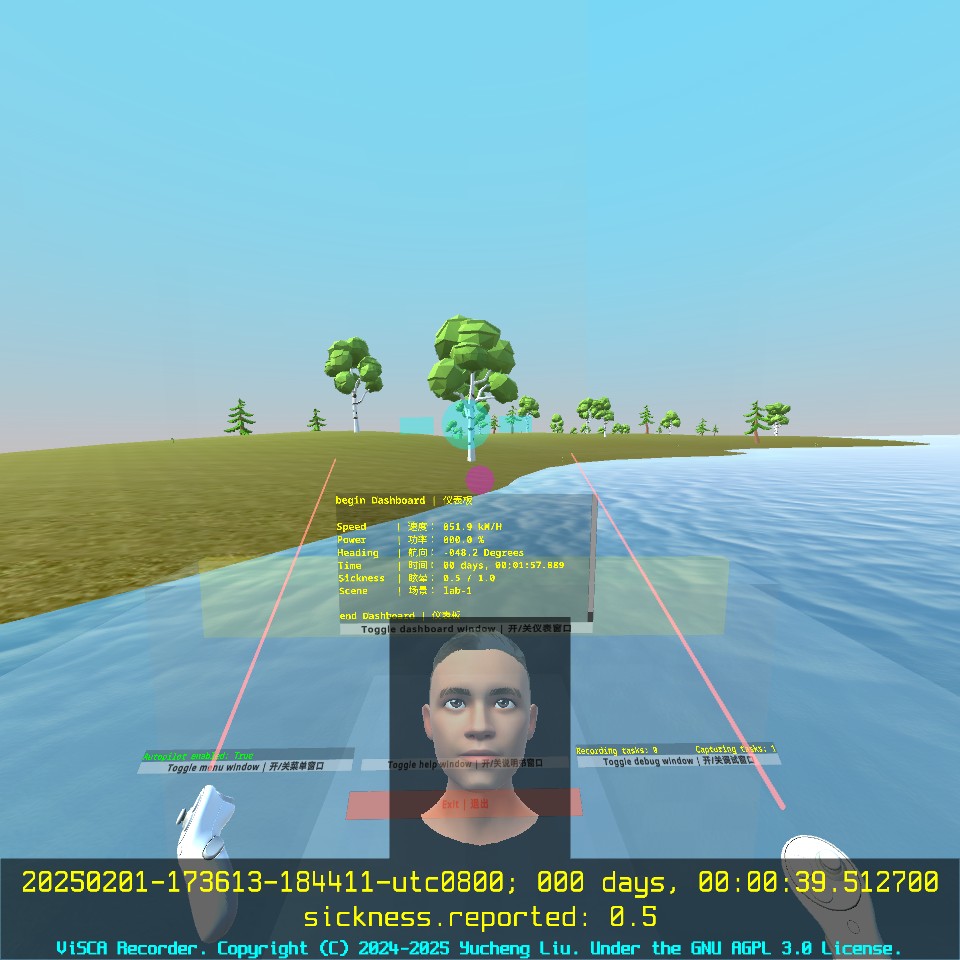 begin Dashboard | 仪表板
Speed | 速度: 051.9 kM/H
Power | 功率: 000.0 %
Heading | 航向: -048.2 Degrees
Time | 时间: 00 days, 00:01:57.889
Sickness | 眩晕: 0.5 / 1.0
Scene | 场景: lab-1
end Dashboard | 仪表板
Toggle dashboard window | 开/关仪表窗口
Autopilot enabled: True
Toggle menu window | 开/关菜单窗口
Toggle help window | 开/关说明书窗口
Recording tasks: 0 Capturing tasks: 1
Toggle debug window | 开/关调试窗口
Exit | 退出
20250201-173613-184411-utc0800; 000 days, 00:00:39.512700
sickness.reported: 0.5
ViSCA Recorder. Copyright (C) 2024-2025 Yucheng Liu. Under the GNU AGPL 3.0 License.